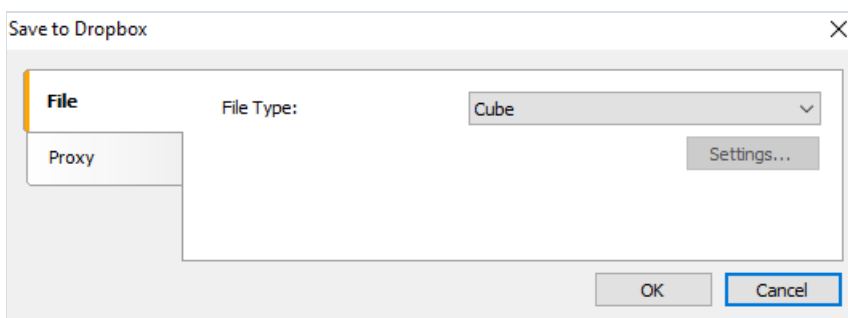 Save to Dropbox
File
File Type:
Cube
Proxy
Settings...
OK
Cancel